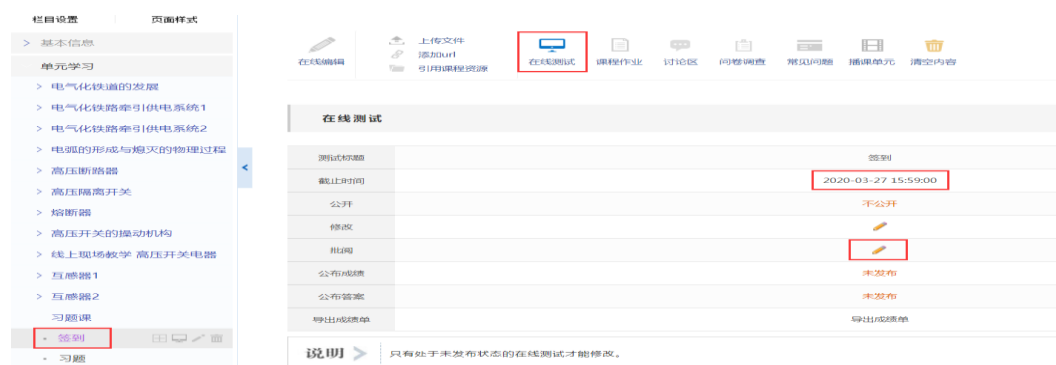 栏目设置 页面样式
> 基本信息
单元学习
> 电气化铁道的发展
> 电气化铁路牵引供电系统1
> 电气化铁路牵引供电系统2
> 电弧的形成与熄灭的物理过程
> 高压断路器
> 高压隔离开关
> 熔断器
> 高压开关的操动机构
> 线上现场教学 高压开关电器
> 互感器1
> 互感器2
习题课
签到
习题
<
在线编辑
上传文件
添加url
引用课程资源
在线测试 课程作业 讨论区 问卷调查 常见问题 播课单元 清空内容
在线测试
测试标题 签到
截止时间 2020-03-27 15:59:00
公开 不公开
修改
批阅
公布成绩 未发布
公布答案 未发布
导出成绩单 导出成绩单
说明 > 只有处于未发布状态的在线测试才能修改。